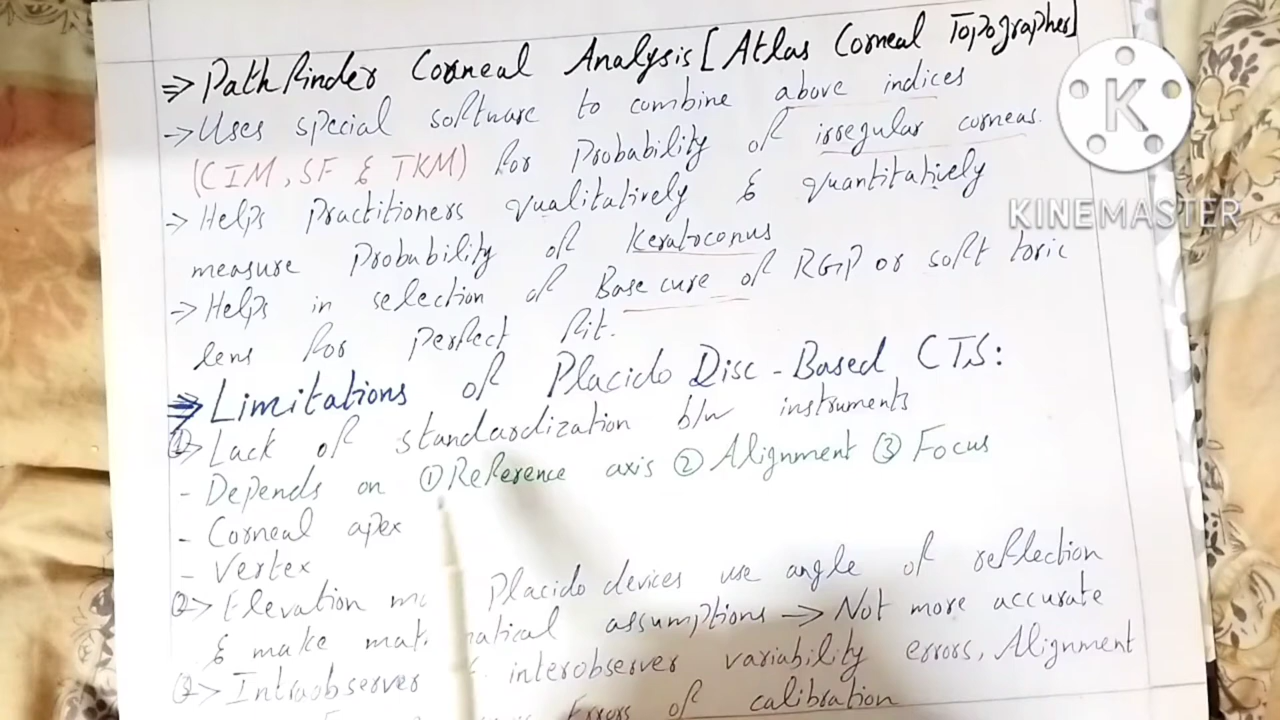 ⇒ Pathfinder Corneal Analysis [Atlas Corneal Topographer]
→ Uses special software to combine above indices
(CIM, SF & TKM) for Probability of irregular corneas.
→ Helps Practitioners qualitatively & quantitatively
measure Probability of Keratoconus
→ Helps in selection of Base cure of RGP or soft toric
lens for perfect fit.
⇒ Limitations of Placido Disc-Based CTS:
①> Lack of standardization b/w instruments
- Depends on ① Reference axis ② Alignment ③ Focus
- Corneal apex
- Vertex
②> Elevation Placido devices use angle of reflection
& make assumptions → Not more accurate
③> Intraobserver interobserver variability errors, Alignment
Errors of calibration
K
KINEMASTER